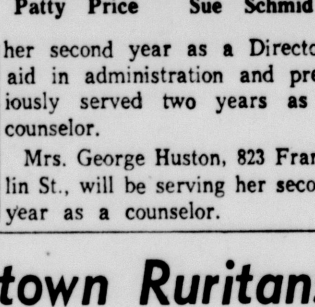 Patty Price Sue Schmid
her second year as a Directo
aid in administration and pre
iously served two years as
counselor.
Mrs. George Huston, 823 Fran
lin St., will be serving her seco
year as a counselor.
town Ruritan